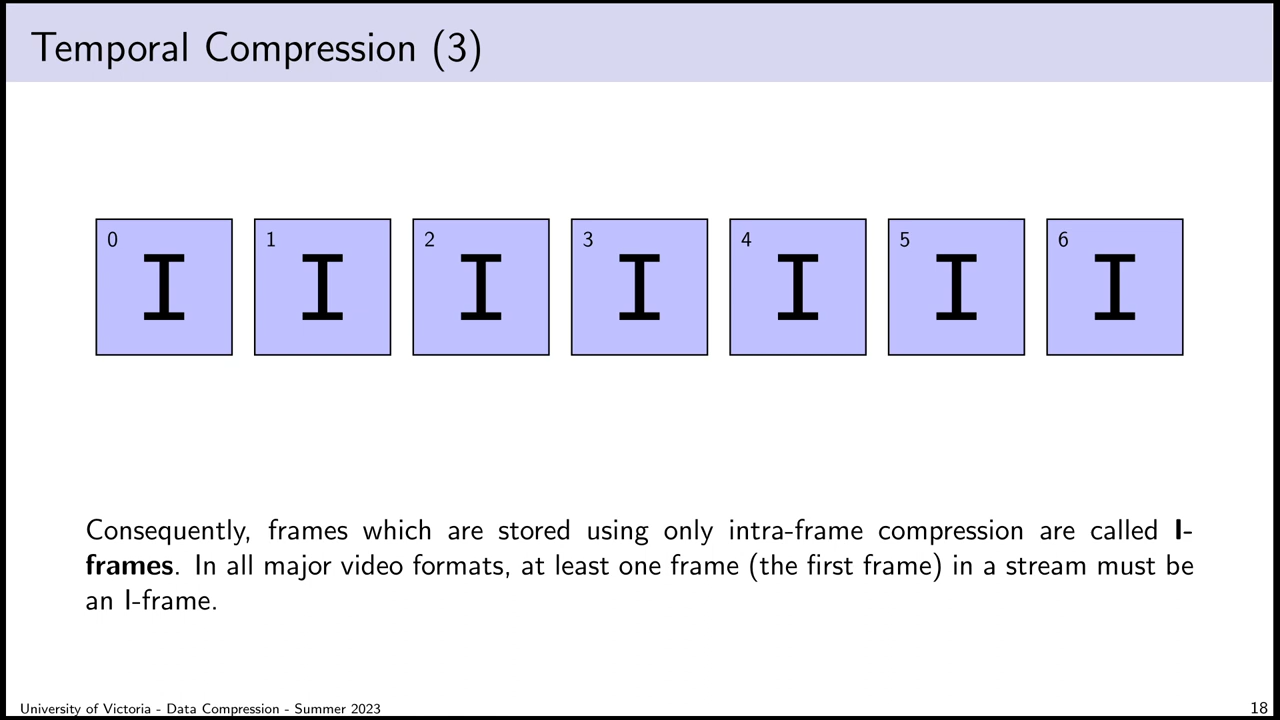 Temporal Compression (3)
0 1 2 3 4 5 6
I I I I I I I
Consequently, frames which are stored using only intra-frame compression are called I-
frames. In all major video formats, at least one frame (the first frame) in a stream must be
an I-frame.
University of Victoria - Data Compression - Summer 2023 18